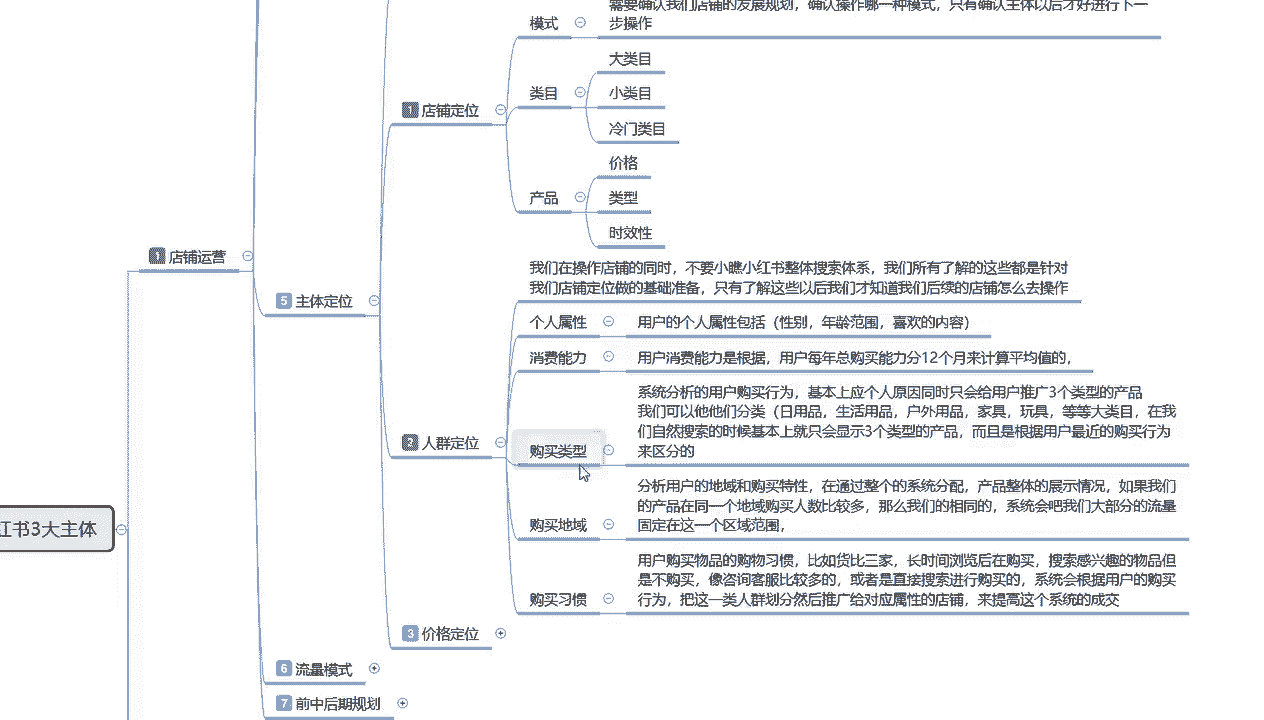 需要确认我们店铺的发展规划，确认操作哪一种模式，只有确认主体以后才好进行下一
步操作
模式
大类目
类目
小类目
冷门类目
1 店铺定位
价格
产品
类型
时效性
1 店铺运营
5 主体定位
我们在操作店铺的同时，不要小瞧小红书整体搜索体系，我们所有了解的这些都是针对
我们店铺定位做的基础准备，只有了解这些以后我们才知道我们后续的店铺怎么去操作
个人属性
用户的个人属性包括（性别，年龄范围，喜欢的内容）
消费能力
用户消费能力是根据，用户每年总购买能力分12个月来计算平均值的，
2 人群定位
购买类型
系统分析的用户购买行为，基本上应个人原因同时只会给用户推广3个类型的产品
我们可以他他们分类（日用品，生活用品，户外用品，家具，玩具，等等大类目，在我
们自然搜索的时候基本上就只会显示3个类型的产品，而且是根据用户最近的购买行为
来区分的
购买地域
分析用户的地域和购买特性，在通过整个的系统分配，产品整体的展示情况，如果我们
的产品在同一个地域购买人数比较多，那么我们的相同的，系统会吧我们大部分的流量
固定在这一个区域范围，
购买习惯
用户购买物品的购物习惯，比如货比三家，长时间浏览后在购买，搜索感兴趣的物品但
是不购买，像咨询客服比较多的，或者是直接搜索进行购买的，系统会根据用户的购买
行为，把这一类人群划分然后推广给对应属性的店铺，来提高这个系统的成交
红书3大主体
3 价格定位
6 流量模式
7 前中后期规划